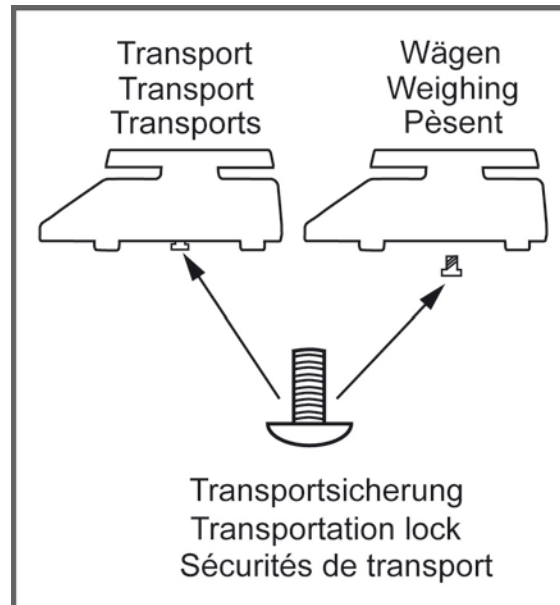 Transport
Transport
Transports
Wägen
Weighing
Pèsent
Transportsicherung
Transportation lock
Sécurités de transport